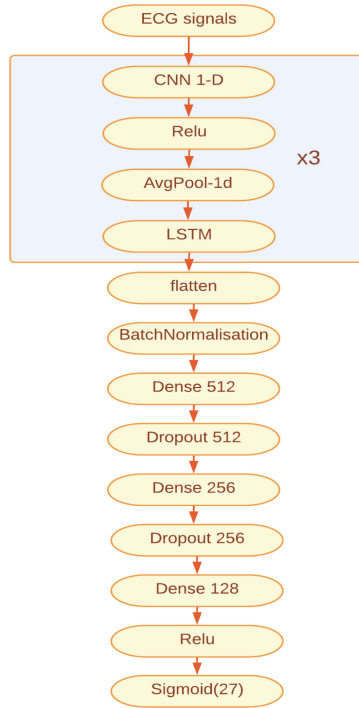 ECG signals
CNN 1-D
Relu
x3
AvgPool-1d
LSTM
flatten
BatchNormalisation
Dense 512
Dropout 512
Dense 256
Dropout 256
Dense 128
Relu
Sigmoid(27)